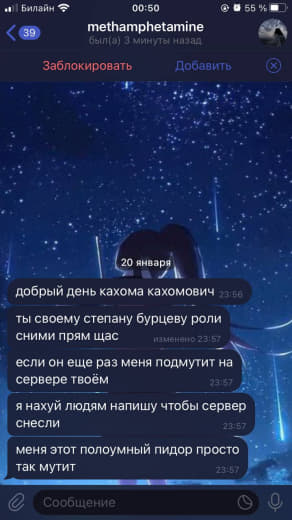 Билайн
00:50
55 %
39
methamphetamine
был(а) 3 минуты назад
Заблокировать
Добавить
20 января
добрый день кахома кахомович 23:56
ты своему степану бурцеву роли
сними прям щас
изменено 23:57
если он еще раз меня подмутит на
сервере твоём
23:57
я нахуй людям напишу чтобы сервер
снесли
23:57
меня этот полоумный пидор просто
так мутит
23:57
Сообщение